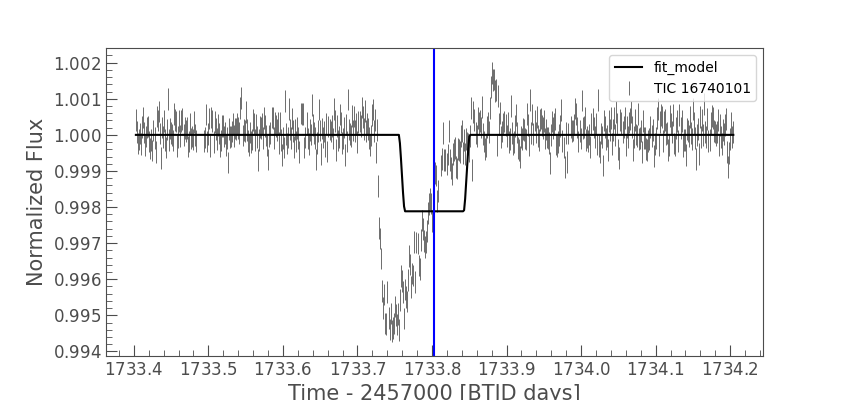 fit_model
TIC 16740101
1.002
1.001
1.000
0.999
0.998
0.997
0.996
0.995
0.994
Normalized Flux
1733.4 1733.5 1733.6 1733.7 1733.8 1733.9 1734.0 1734.1 1734.2
Time - 2457000 [BTJD days]